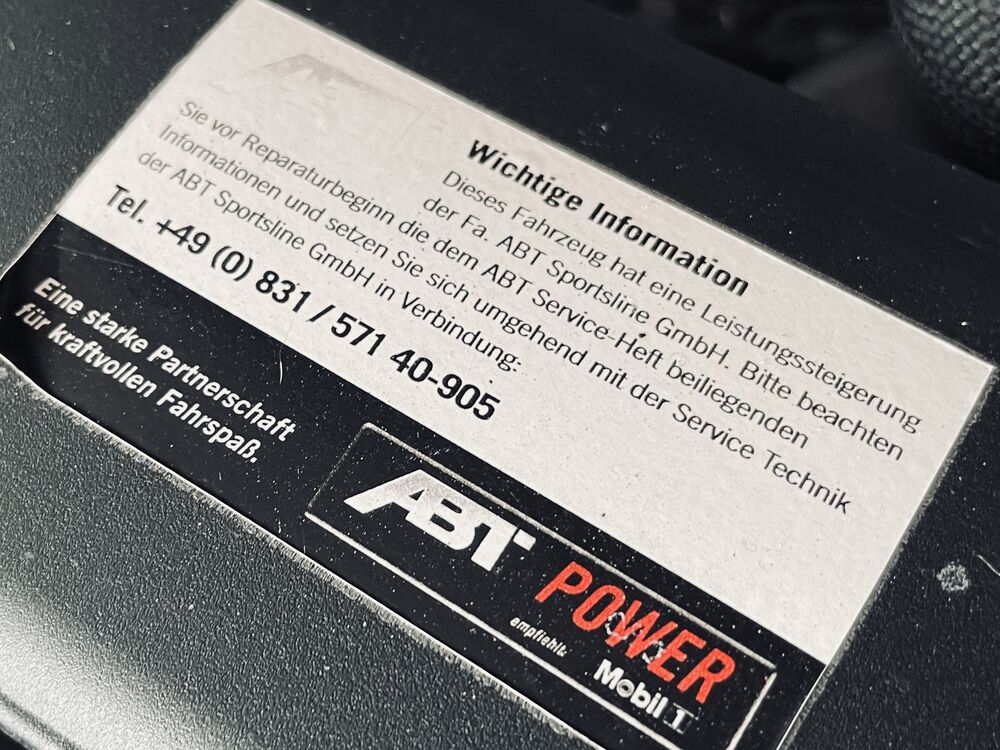 Wichtige Information
Dieses Fahrzeug hat eine Leistungssteigerung
der Fa. ABT Sportsline GmbH. Bitte beachten
Sie vor Reparaturbeginn die dem ABT Service-Heft beiliegenden
Informationen und setzen Sie sich umgehend mit der Service Technik
der ABT Sportsline GmbH in Verbindung:
Tel. +49 (0) 831 / 571 40-905
Eine starke Partnerschaft
für kraftvollen Fahrspaß.
ABT POWER
empfiehlt
Mobil 1